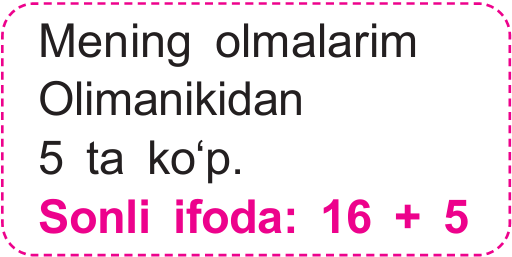 Mening olmalarim
Olimanikidan
5 ta ko‘p.
Sonli ifoda: 16 + 5